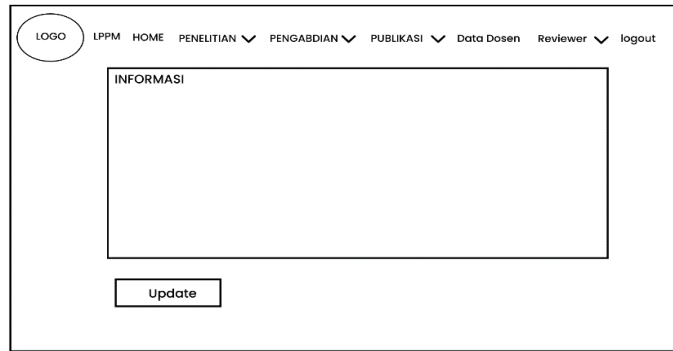 LOGO LPPM HOME PENELITIAN PENGABDIAN PUBLIKASI Data Dosen Reviewer logout
INFORMASI
Update